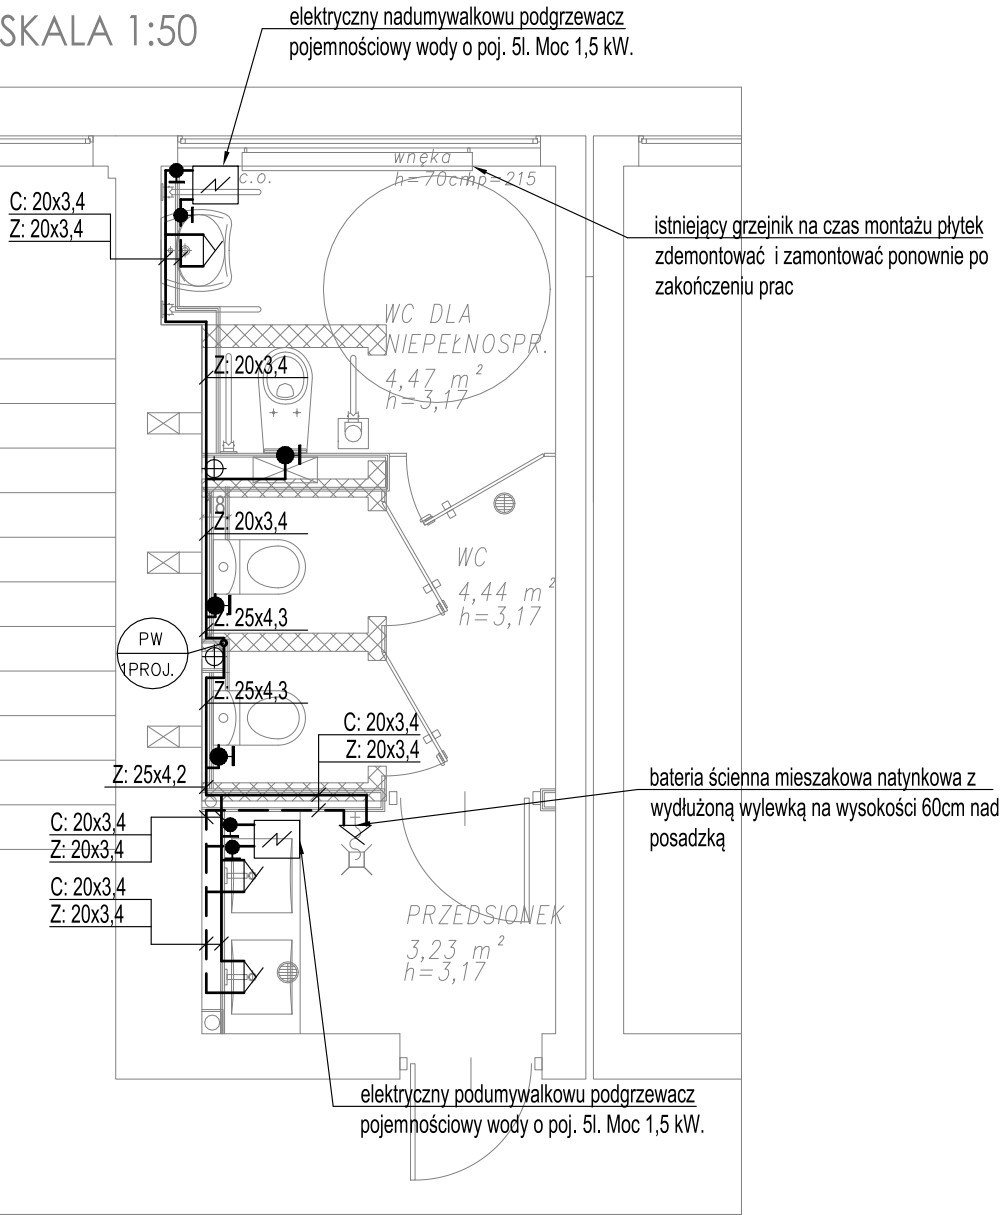 SKALA 1:50
elektryczny nadumywalkowu podgrzewacz
pojemnościowy wody o poj. 5l. Moc 1,5 kW.
wnęka
h=70cmp=215
c.o.
C: 20x3,4
Z: 20x3,4
istniejący grzejnik na czas montażu płytek
zdemontować i zamontować ponownie po
zakończeniu prac
WC DLA
NIEPEŁNOSPR.
4,47 m²
h=3,17
Z: 20x3,4
Z: 20x3,4
WC
4,44 m²
h=3,17
Z: 25x4,3
PW
1PROJ.
Z: 25x4,3
C: 20x3,4
Z: 20x3,4
Z: 25x4,2
bateria ścienna mieszakowa natynkowa z
wydłużoną wylewką na wysokości 60cm nad
posadzką
C: 20x3,4
Z: 20x3,4
C: 20x3,4
Z: 20x3,4
PRZEDSIONEK
3,23 m²
h=3,17
elektryczny podumywalkowu podgrzewacz
pojemnościowy wody o poj. 5l. Moc 1,5 kW.